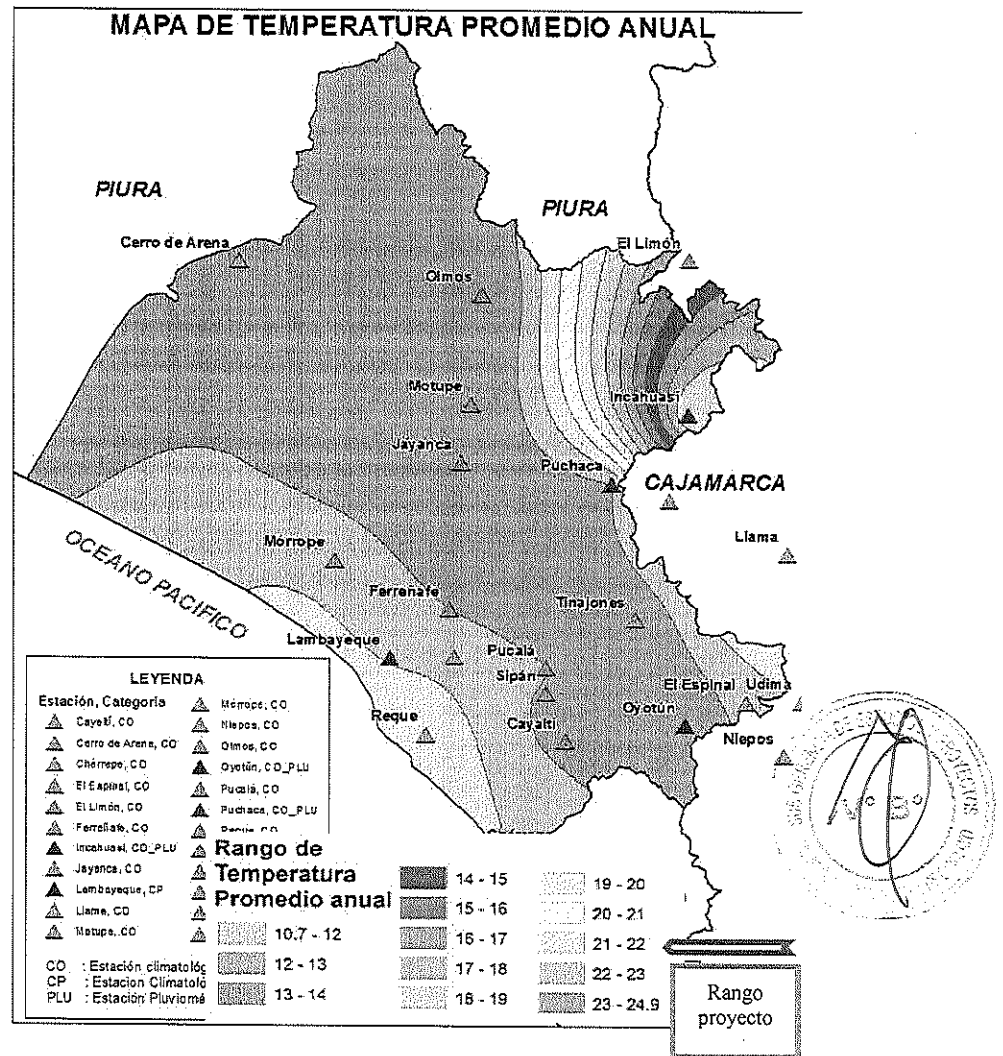 MAPA DE TEMPERATURA PROMEDIO ANUAL
PIURA
PIURA
Cerro de Arena
El Limón
Olmos
Motupe
Incahuasi
Jayanca
Puchaca
CAJAMARCA
Llama
OCEANO PACIFICO
Mórrope
Ferreñafe
Tinajones
Lambayeque
Pucalá
Sipán
El Espinal
Udima
Reque
Cayalti
Oyotún
Niepos
LEYENDA
Estación, Categoria
Cayalí, CO
Cerro de Arena, CO
Chérrepe, CO
El Espinal, CO
El Limón, CO
Ferreñafe, CO
Incahuasi, CO_PLU
Jayanca, CO
Lambayeque, CP
Llama, CO
Motupe, CO
Mórrope, CO
Niepos, CO
Olmos, CO
Oyotún, CO_PLU
Pucalá, CO
Puchaca, CO_PLU
Reque, CO
CO : Estación climatológ
CP : Estacion Climatoló
PLU : Estación Pluviomé
Rango de
Temperatura
Promedio anual
10.7 - 12
12 - 13
13 - 14
14 - 15
15 - 16
16 - 17
17 - 18
18 - 19
19 - 20
20 - 21
21 - 22
22 - 23
23 - 24.9
Rango
proyecto
V° B°